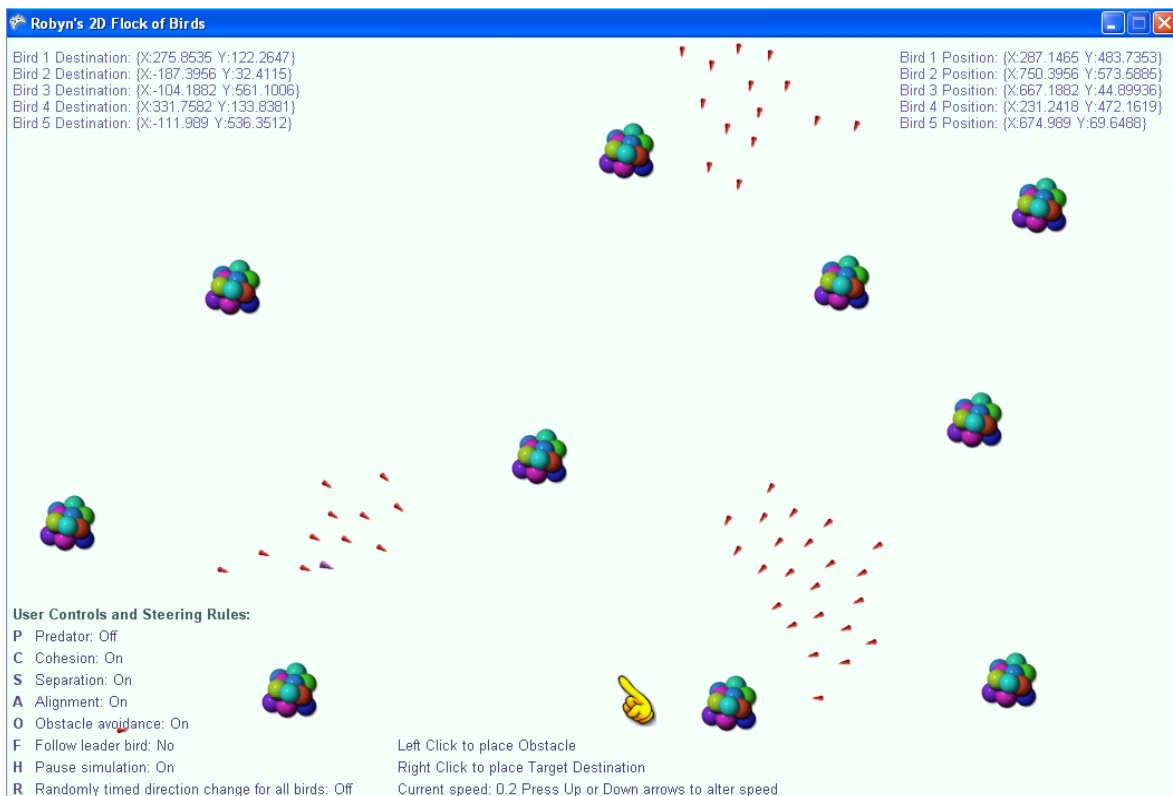 Robyn's 2D Flock of Birds
Bird 1 Destination: {X:275.8535 Y:122.2647}
Bird 2 Destination: {X:-187.3956 Y:32.4115}
Bird 3 Destination: {X:-104.1882 Y:561.1006}
Bird 4 Destination: {X:331.7582 Y:133.8381}
Bird 5 Destination: {X:-111.989 Y:536.3512}
Bird 1 Position: {X:287.1465 Y:483.7353}
Bird 2 Position: {X:750.3956 Y:573.5885}
Bird 3 Position: {X:667.1882 Y:44.89936}
Bird 4 Position: {X:231.2418 Y:472.1619}
Bird 5 Position: {X:674.989 Y:69.6488}
User Controls and Steering Rules:
P Predator: Off
C Cohesion: On
S Separation: On
A Alignment: On
O Obstacle avoidance: On
F Follow leader bird: No
H Pause simulation: On
R Randomly timed direction change for all birds: Off
Left Click to place Obstacle
Right Click to place Target Destination
Current speed: 0.2 Press Up or Down arrows to alter speed